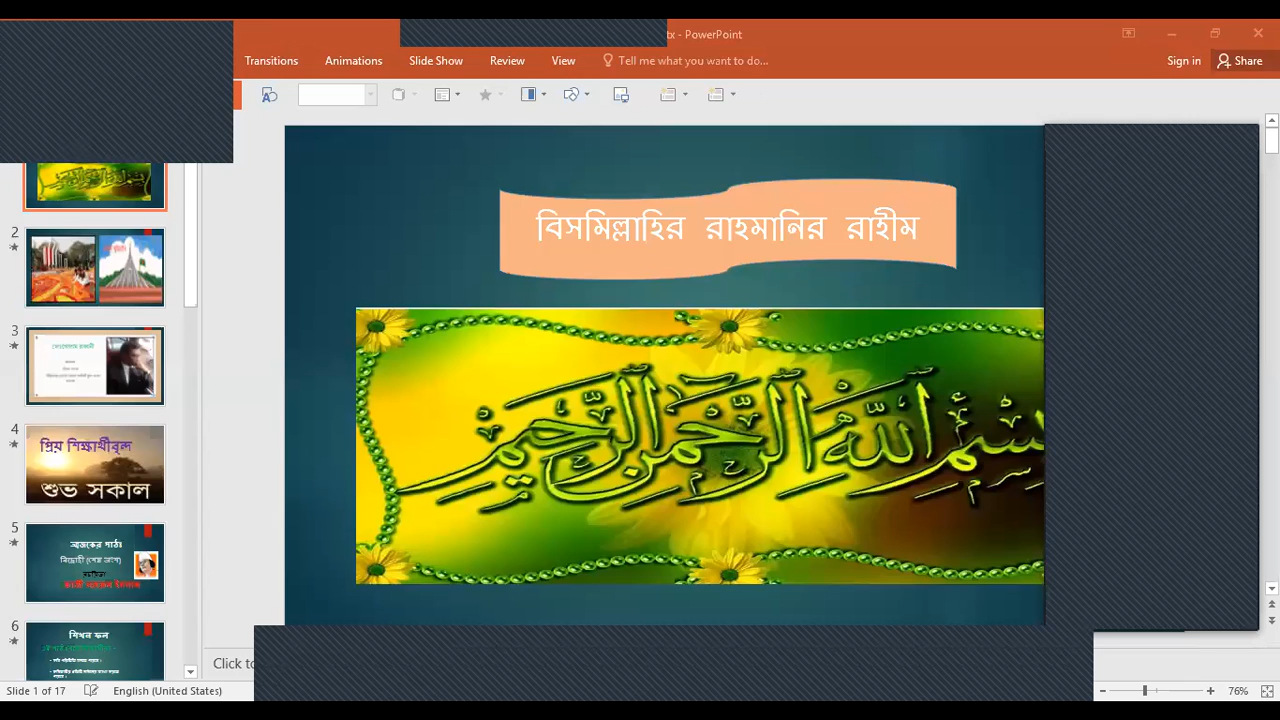 - PowerPoint
Transitions Animations Slide Show Review View Tell me what you want to do... Sign in Share
বিসমিল্লাহির রাহমানির রাহীম
بسم الله الرحمن الرحيم
2
3
4
প্রিয় শিক্ষার্থীবৃন্দ
শুভ সকাল
5
আজকের পাঠঃ
বিদ্রোহী
6
শিখন ফল
Click to
Slide 1 of 17 English (United States) 76%